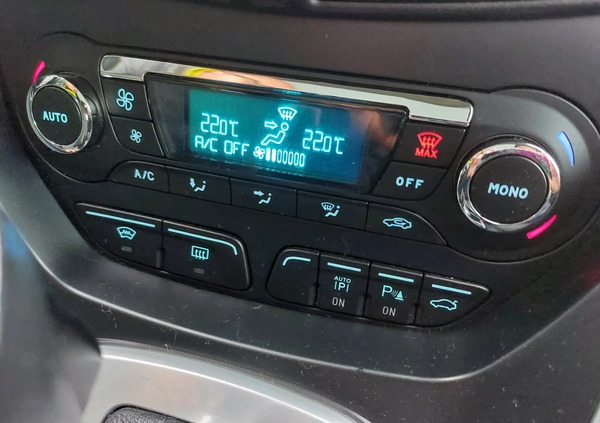 AUTO
22.0°C 22.0°C
A/C OFF
MAX
A/C
OFF
MONO
AUTO
P
ON
P
ON